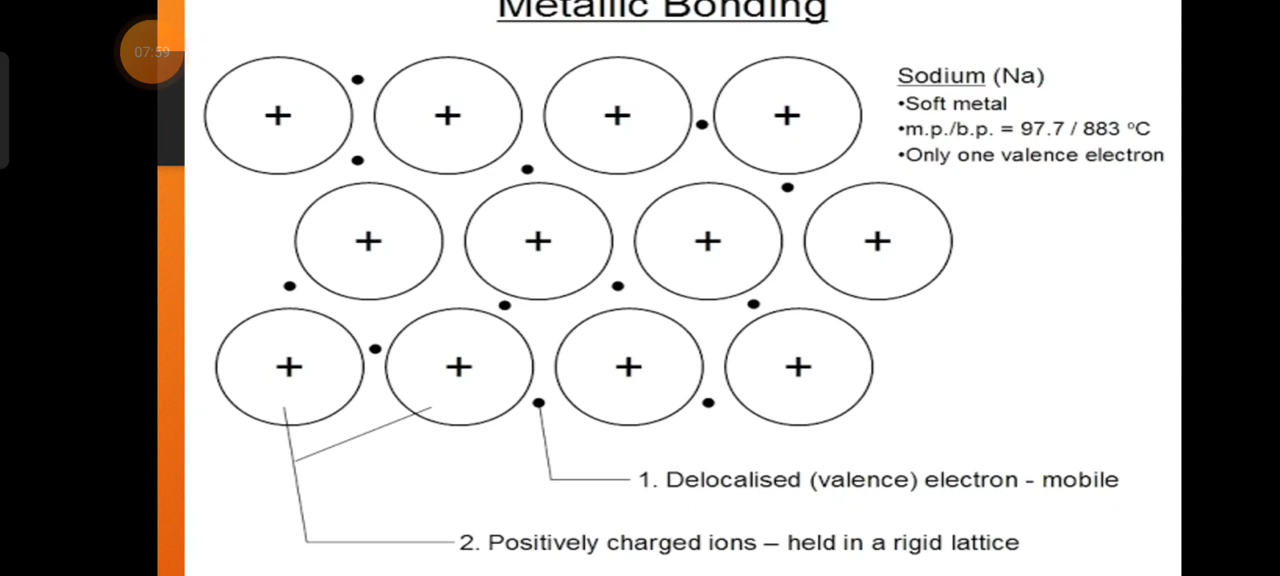 Metallic Bonding
07:59
+ + + +
Sodium (Na)
•Soft metal
•m.p./b.p. = 97.7 / 883 ºC
•Only one valence electron
+ + + +
+ + + +
1. Delocalised (valence) electron - mobile
2. Positively charged ions – held in a rigid lattice